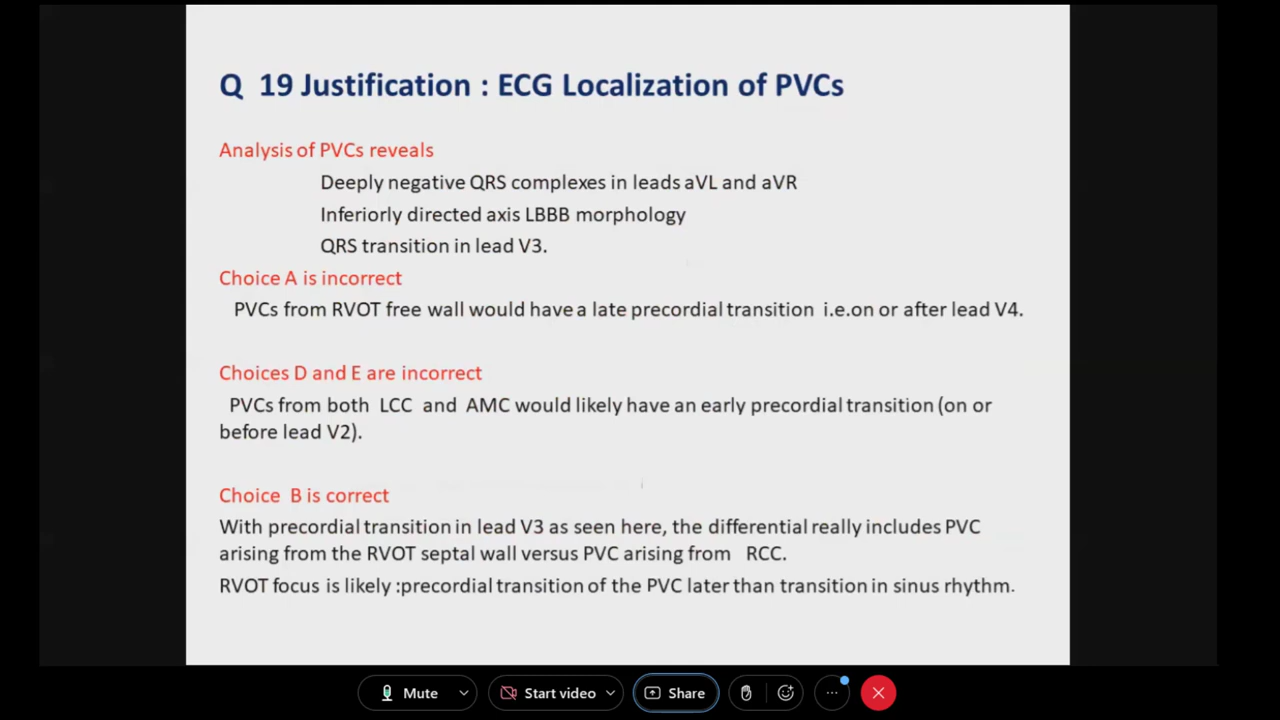 Q 19 Justification : ECG Localization of PVCs
Analysis of PVCs reveals
Deeply negative QRS complexes in leads aVL and aVR
Inferiorly directed axis LBBB morphology
QRS transition in lead V3.
Choice A is incorrect
PVCs from RVOT free wall would have a late precordial transition i.e.on or after lead V4.
Choices D and E are incorrect
PVCs from both LCC and AMC would likely have an early precordial transition (on or
before lead V2).
Choice B is correct
With precordial transition in lead V3 as seen here, the differential really includes PVC
arising from the RVOT septal wall versus PVC arising from RCC.
RVOT focus is likely :precordial transition of the PVC later than transition in sinus rhythm.
Mute Start video Share